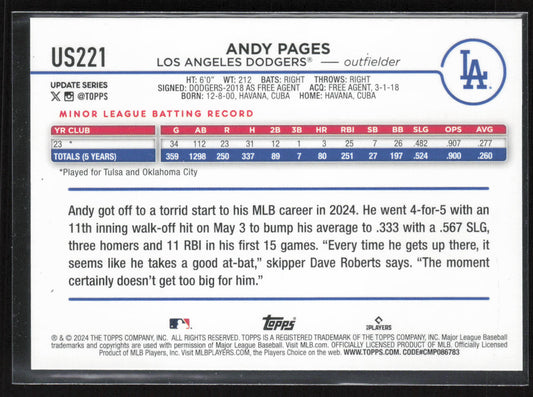 US221
ANDY PAGES
LOS ANGELES DODGERS® — outfielder
LA
UPDATE SERIES
X @TOPPS
HT: 6'0" WT: 212 BATS: RIGHT THROWS: RIGHT
SIGNED: DODGERS-2018 AS FREE AGENT ACQ: FREE AGENT, 3-1-18
BORN: 12-8-00, HAVANA, CUBA HOME: HAVANA, CUBA
MINOR LEAGUE BATTING RECORD
YR CLUB G AB R H 2B 3B HR RBI SB BB SLG OPS AVG
23 * 34 112 23 31 12 1 3 25 7 26 .482 .907 .277
TOTALS (5 YEARS) 359 1298 250 337 89 7 80 251 27 197 .524 .900 .260
*Played for Tulsa and Oklahoma City
Andy got off to a torrid start to his MLB career in 2024. He went 4-for-5 with an
11th inning walk-off hit on May 3 to bump his average to .333 with a .567 SLG,
three homers and 11 RBI in his first 15 games. “Every time he gets up there, it
seems like he takes a good at-bat,” skipper Dave Roberts says. “The moment
certainly doesn’t get too big for him.”
Topps
PLAYERS
® & © 2024 THE TOPPS COMPANY, INC. ALL RIGHTS RESERVED. TOPPS IS A REGISTERED TRADEMARK OF THE TOPPS COMPANY, INC. Major League Baseball
trademarks and copyrights are used with permission of Major League Baseball. Visit MLB.com. OFFICIALLY LICENSED PRODUCT OF MLB. Officially Licensed
Product of MLB Players, Inc. Visit MLBPLAYERS.COM, the Players Choice on the web. WWW.TOPPS.COM. CODE#CMP086783